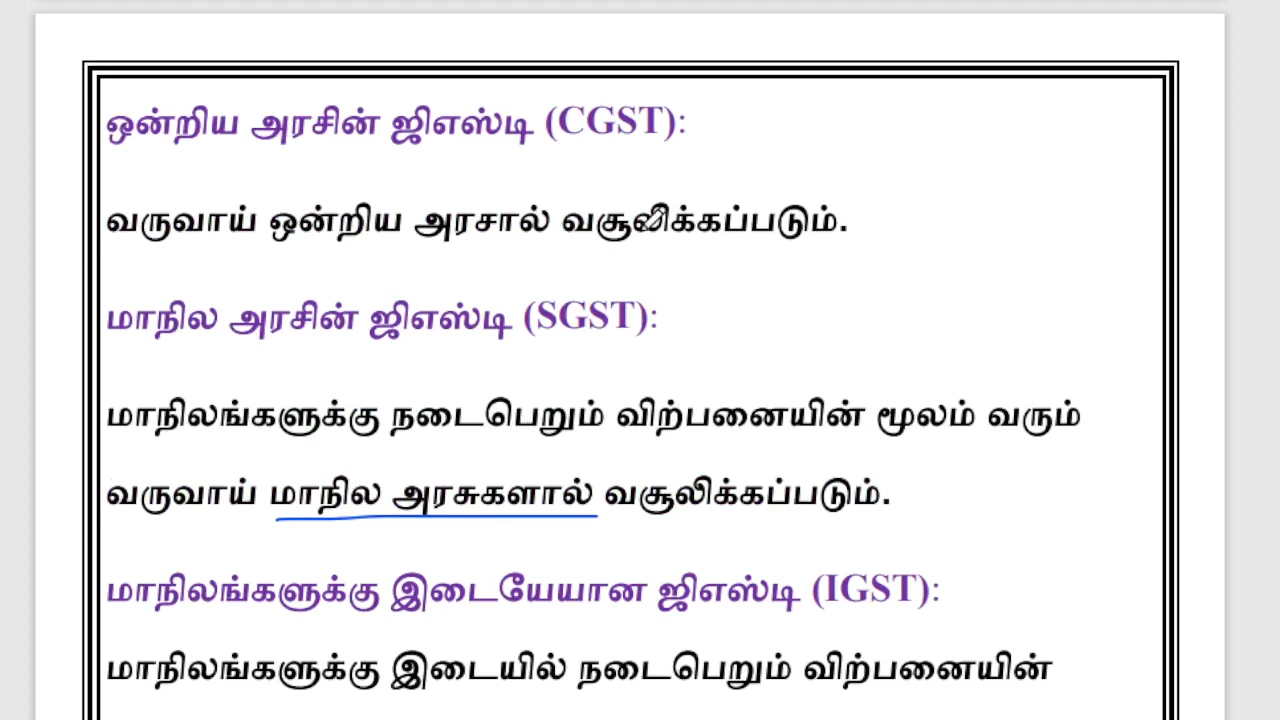 ஒன்றிய அரசின் ஜிஎஸ்டி (CGST):
வருவாய் ஒன்றிய அரசால் வசூலிக்கப்படும்.
மாநில அரசின் ஜிஎஸ்டி (SGST):
மாநிலங்களுக்கு நடைபெறும் விற்பனையின் மூலம் வரும்
வருவாய் மாநில அரசுகளால் வசூலிக்கப்படும்.
மாநிலங்களுக்கு இடையேயான ஜிஎஸ்டி (IGST):
மாநிலங்களுக்கு இடையில் நடைபெறும் விற்பனையின்